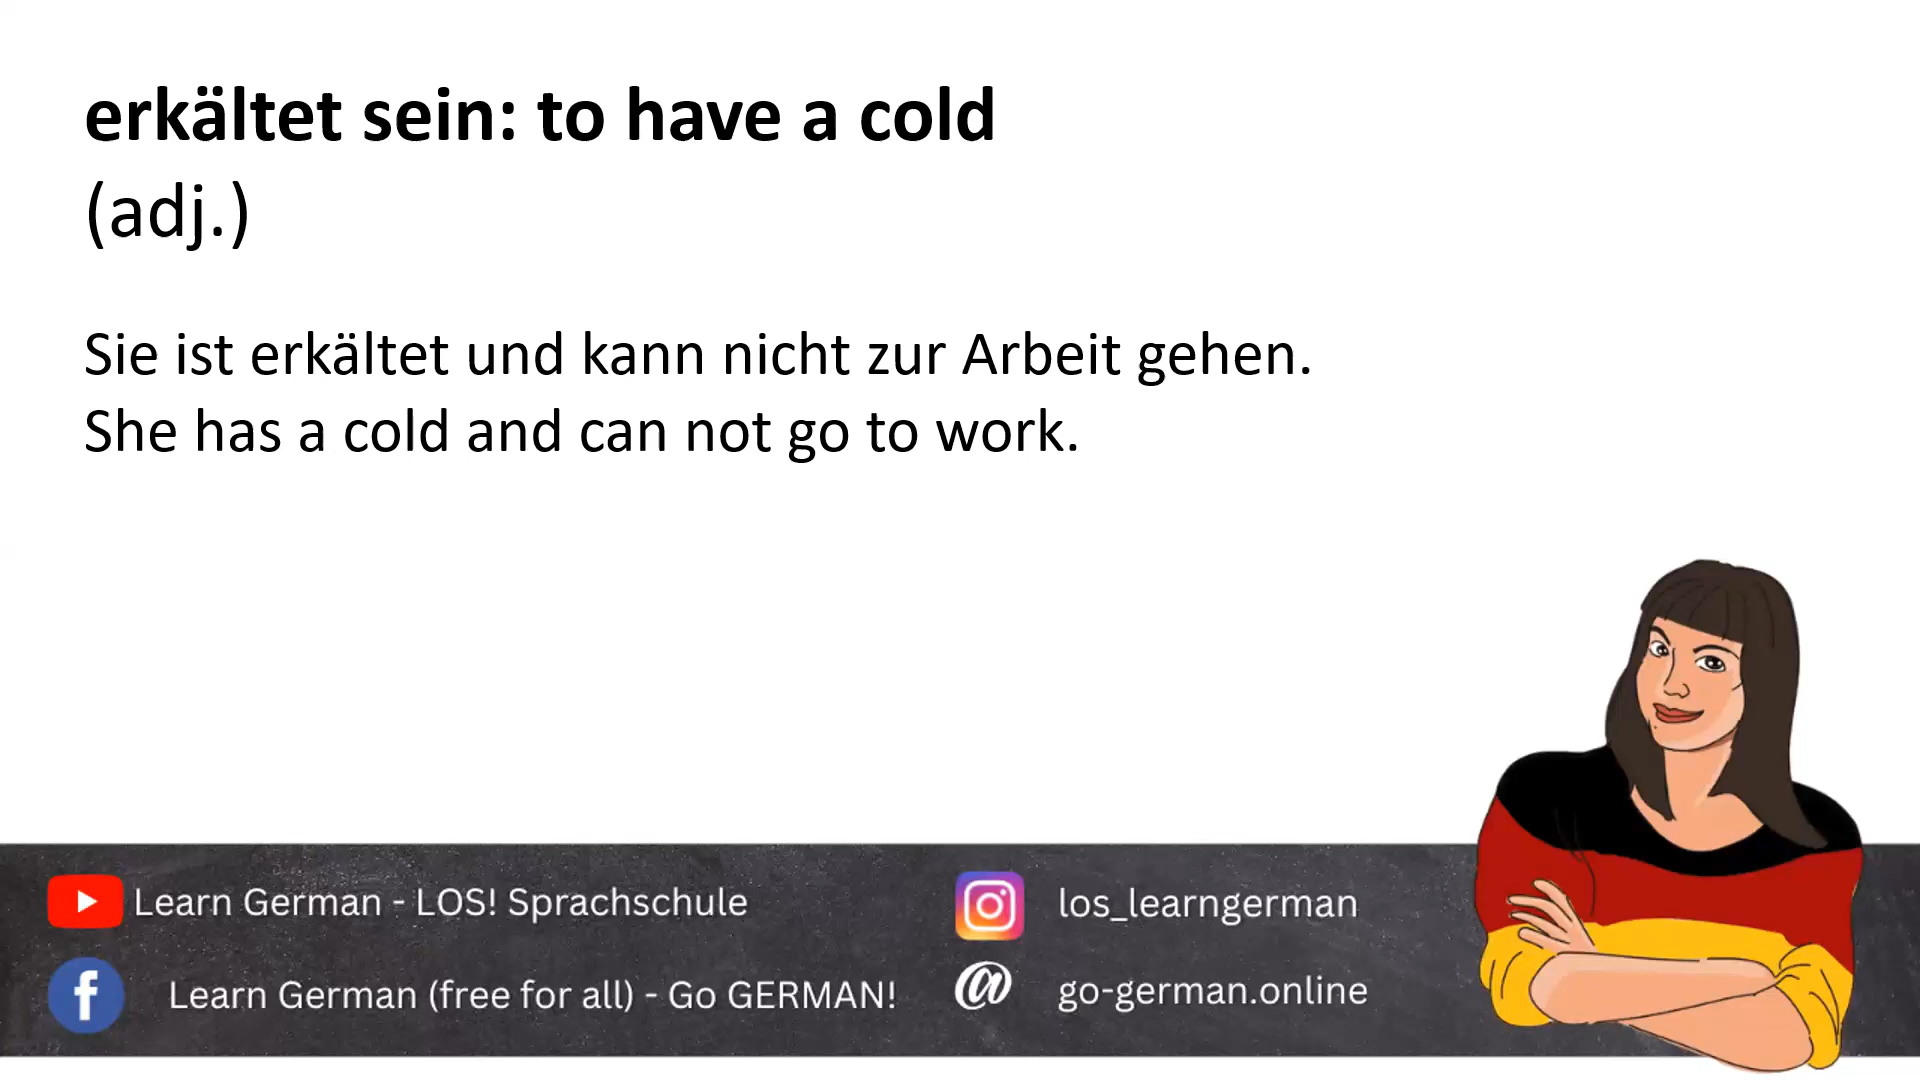 erkältet sein: to have a cold
(adj.)
Sie ist erkältet und kann nicht zur Arbeit gehen.
She has a cold and can not go to work.
Learn German - LOS! Sprachschule
los_learngerman
Learn German (free for all) - Go GERMAN!
go-german.online